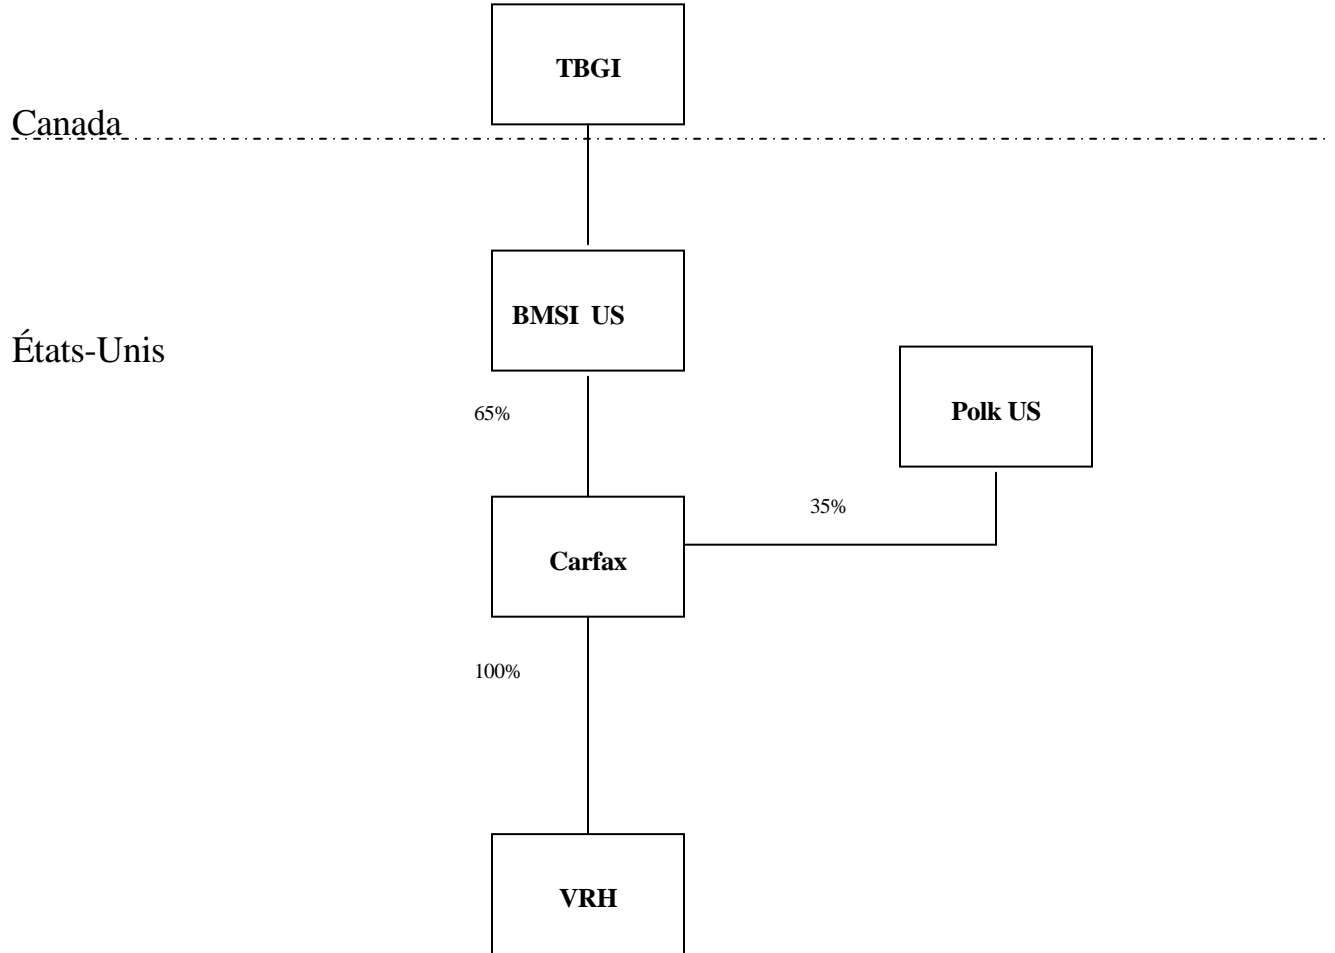 TBGI
Canada
BMSI US
États-Unis
Polk US
65%
35%
Carfax
100%
VRH